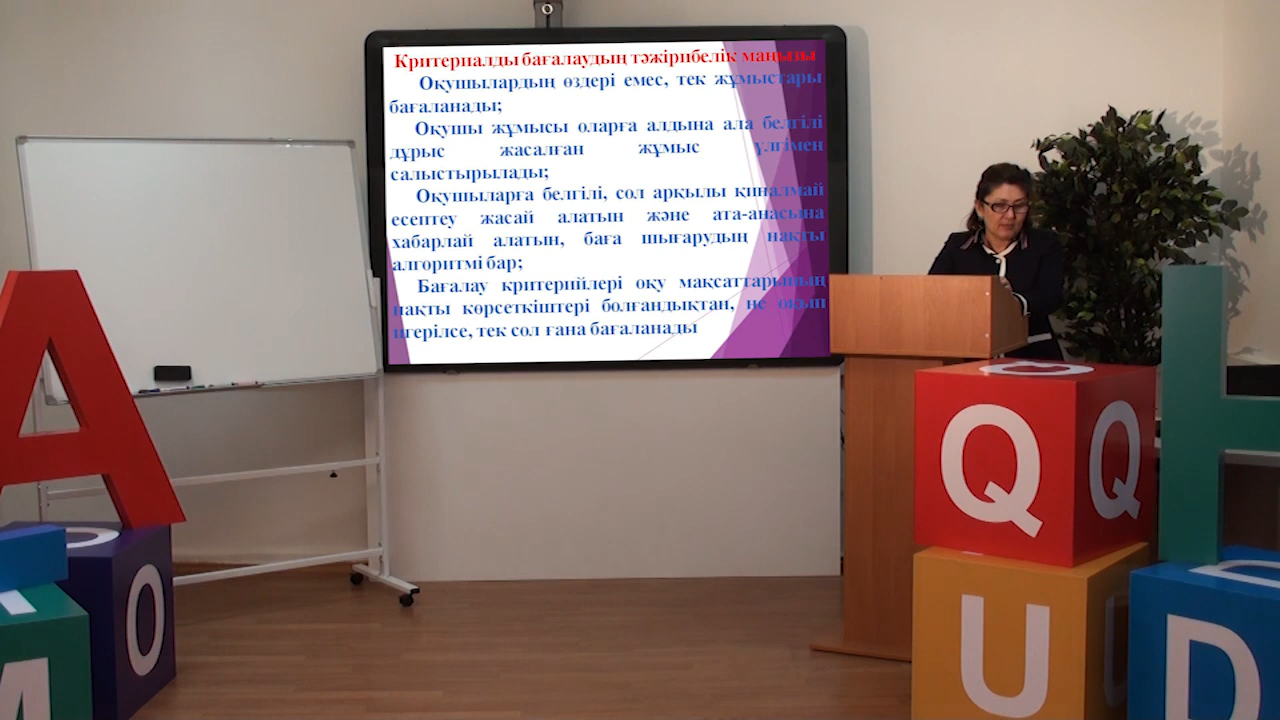 Критериалды бағалаудың тәжірибелік маңызы
Оқушылардың өздері емес, тек жұмыстары
бағаланады;
Оқушы жұмысы оларға алдына ала белгілі
дұрыс жасалған жұмыс үлгімен
салыстырылады;
Оқушыларға белгілі, сол арқылы қиналмай
есептеу жасай алатын және ата-анасына
хабарлай алатын, баға шығарудың нақты
алгоритмі бар;
Бағалау критерийлері оқу мақсаттарының
нақты көрсеткіштері болғандықтан, не оқып
игерілсе, тек сол ғана бағаланады
A
O
M
Q
Q
U
D